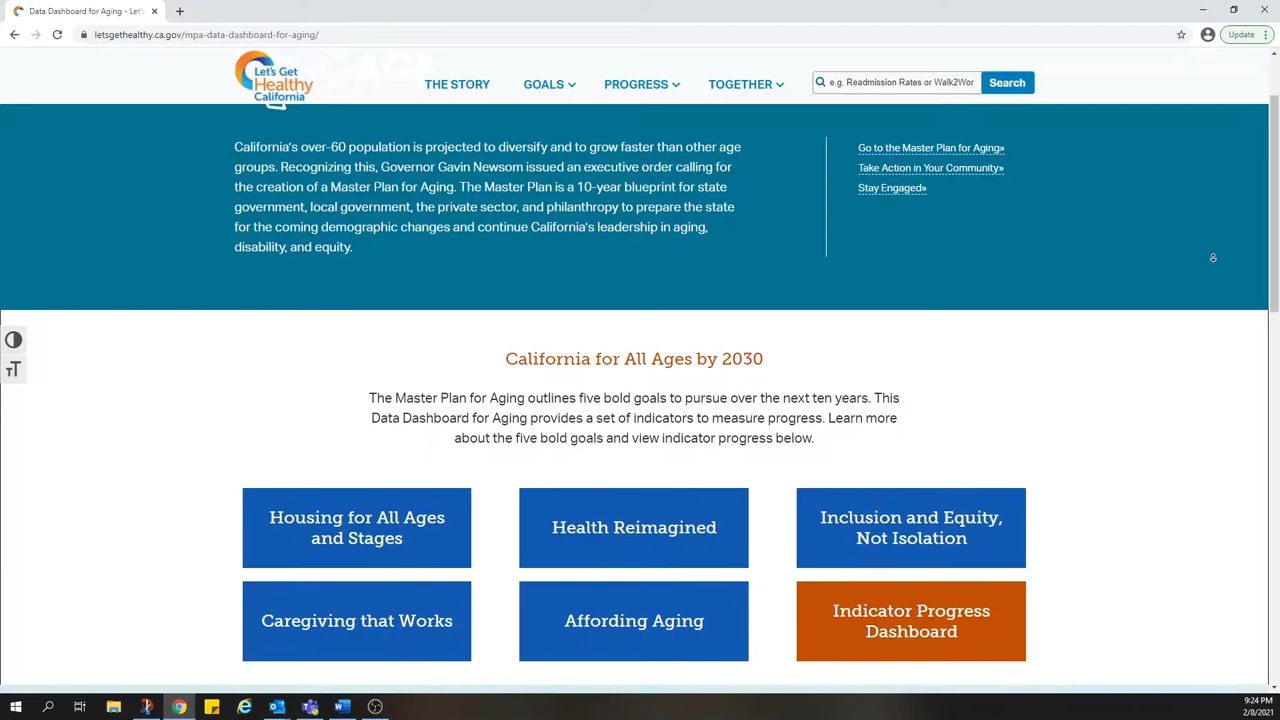 Data Dashboard for Aging - Let's
letsgethealthy.ca.gov/mpa-data-dashboard-for-aging/
Update
Let's Get
Healthy
California
THE STORY
GOALS
PROGRESS
TOGETHER
e.g. Readmission Rates or Walk2Wor
Search
California's over-60 population is projected to diversify and to grow faster than other age
groups. Recognizing this, Governor Gavin Newsom issued an executive order calling for
the creation of a Master Plan for Aging. The Master Plan is a 10-year blueprint for state
government, local government, the private sector, and philanthropy to prepare the state
for the coming demographic changes and continue California's leadership in aging,
disability, and equity.
Go to the Master Plan for Aging»
Take Action in Your Community»
Stay Engaged»
California for All Ages by 2030
The Master Plan for Aging outlines five bold goals to pursue over the next ten years. This
Data Dashboard for Aging provides a set of indicators to measure progress. Learn more
about the five bold goals and view indicator progress below.
Housing for All Ages
and Stages
Health Reimagined
Inclusion and Equity,
Not Isolation
Caregiving that Works
Affording Aging
Indicator Progress
Dashboard
9:24 PM
2/8/2021